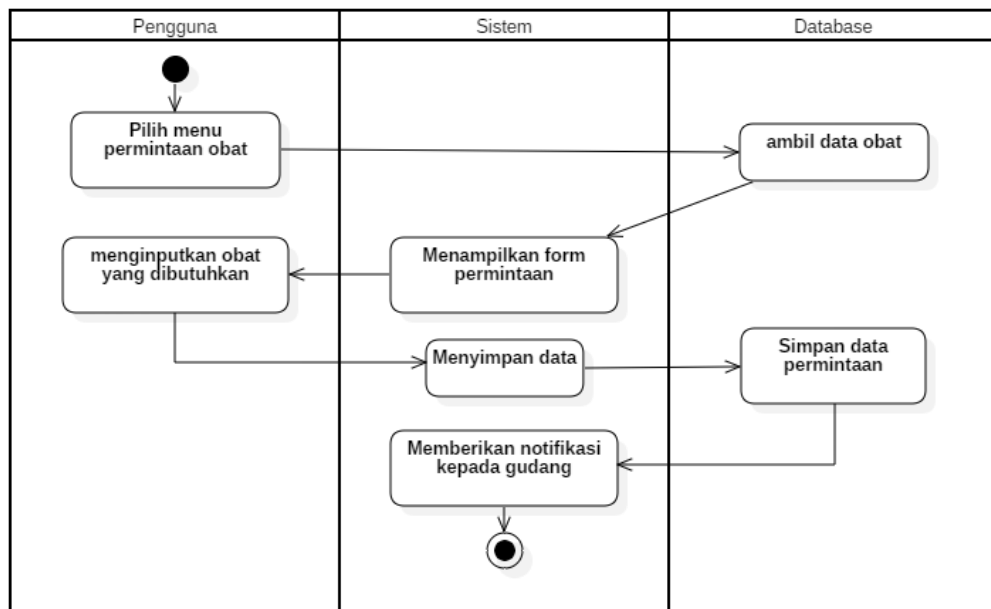 Pengguna
Sistem
Database
Pilih menu
permintaan obat
ambil data obat
menginputkan obat
yang dibutuhkan
Menampilkan form
permintaan
Menyimpan data
Simpan data
permintaan
Memberikan notifikasi
kepada gudang